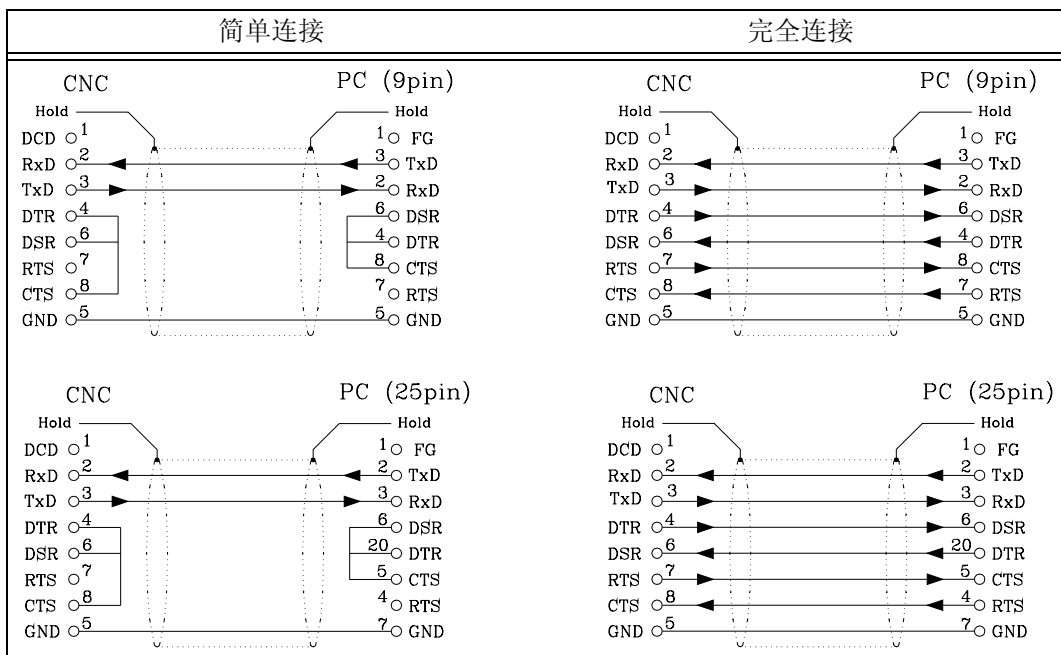 简单连接 完全连接
CNC PC (9pin) CNC PC (9pin)
Hold Hold Hold Hold
DCD 1 1 FG DCD 1 1 FG
RxD 2 3 TxD RxD 2 3 TxD
TxD 3 2 RxD TxD 3 2 RxD
DTR 4 6 DSR DTR 4 6 DSR
DSR 6 4 DTR DSR 6 4 DTR
RTS 7 8 CTS RTS 7 8 CTS
CTS 8 7 RTS CTS 8 7 RTS
GND 5 5 GND GND 5 5 GND
CNC PC (25pin) CNC PC (25pin)
Hold Hold Hold Hold
DCD 1 1 FG DCD 1 1 FG
RxD 2 2 TxD RxD 2 2 TxD
TxD 3 3 RxD TxD 3 3 RxD
DTR 4 6 DSR DTR 4 6 DSR
DSR 6 20 DTR DSR 6 20 DTR
RTS 7 5 CTS RTS 7 5 CTS
CTS 8 4 RTS CTS 8 4 RTS
GND 5 7 GND GND 5 7 GND